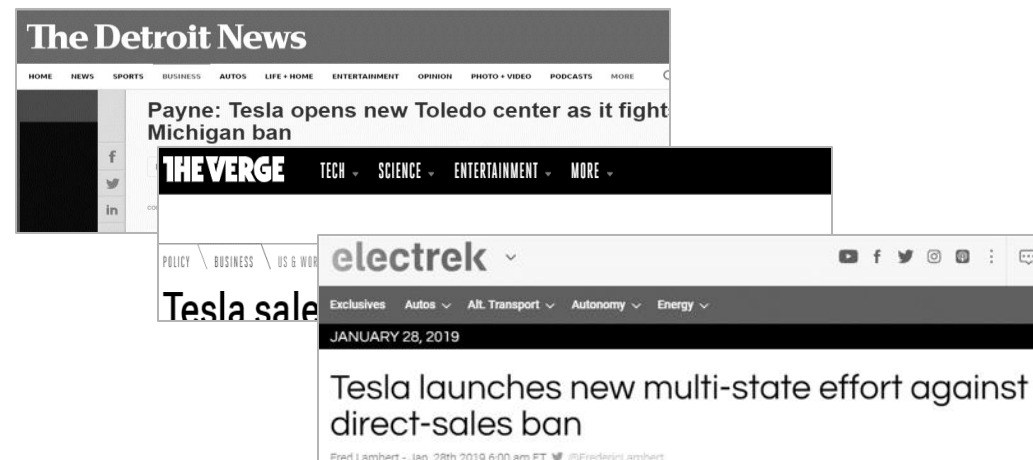 The Detroit News
HOME NEWS SPORTS BUSINESS AUTOS LIFE + HOME ENTERTAINMENT OPINION PHOTO + VIDEO PODCASTS MORE
Payne: Tesla opens new Toledo center as it fight
Michigan ban
THE VERGE TECH SCIENCE ENTERTAINMENT MORE
POLICY BUSINESS US & WOR
Tesla sale
electrek
Exclusives Autos Alt. Transport Autonomy Energy
JANUARY 28, 2019
Tesla launches new multi-state effort against
direct-sales ban
Fred Lambert - Jan. 28th 2019 6:00 am ET @FredericLambert